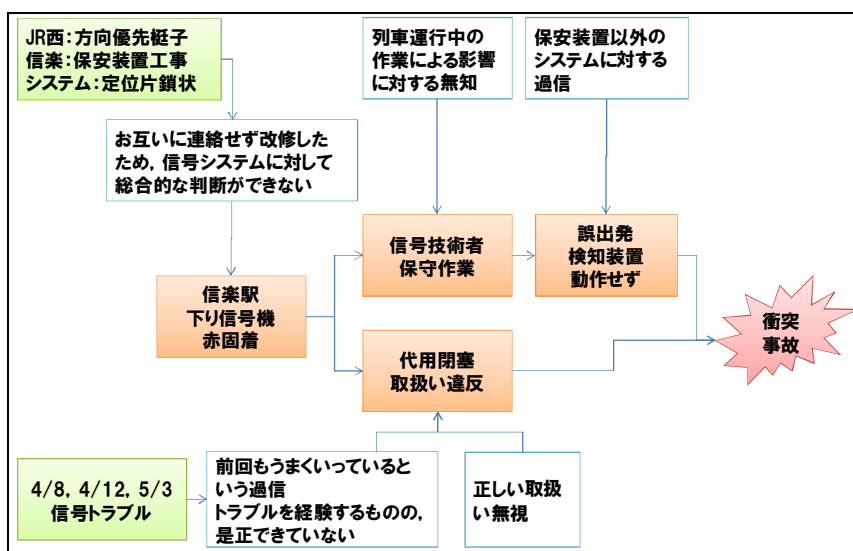 JR西：方向優先艇子
信楽：保安装置工事
システム：定位片鎖状
列車運行中の
作業による影響
に対する無知
保安装置以外の
システムに対する
過信
お互いに連絡せず改修した
ため，信号システムに対して
総合的な判断ができない
信号技術者
保守作業
誤出発
検知装置
動作せず
信楽駅
下り信号機
赤固着
衝突
事故
代用閉塞
取扱い違反
4/8，4/12，5/3
信号トラブル
前回もうまくいっていると
いう過信
トラブルを経験するものの，
是正できていない
正しい取扱
い無視